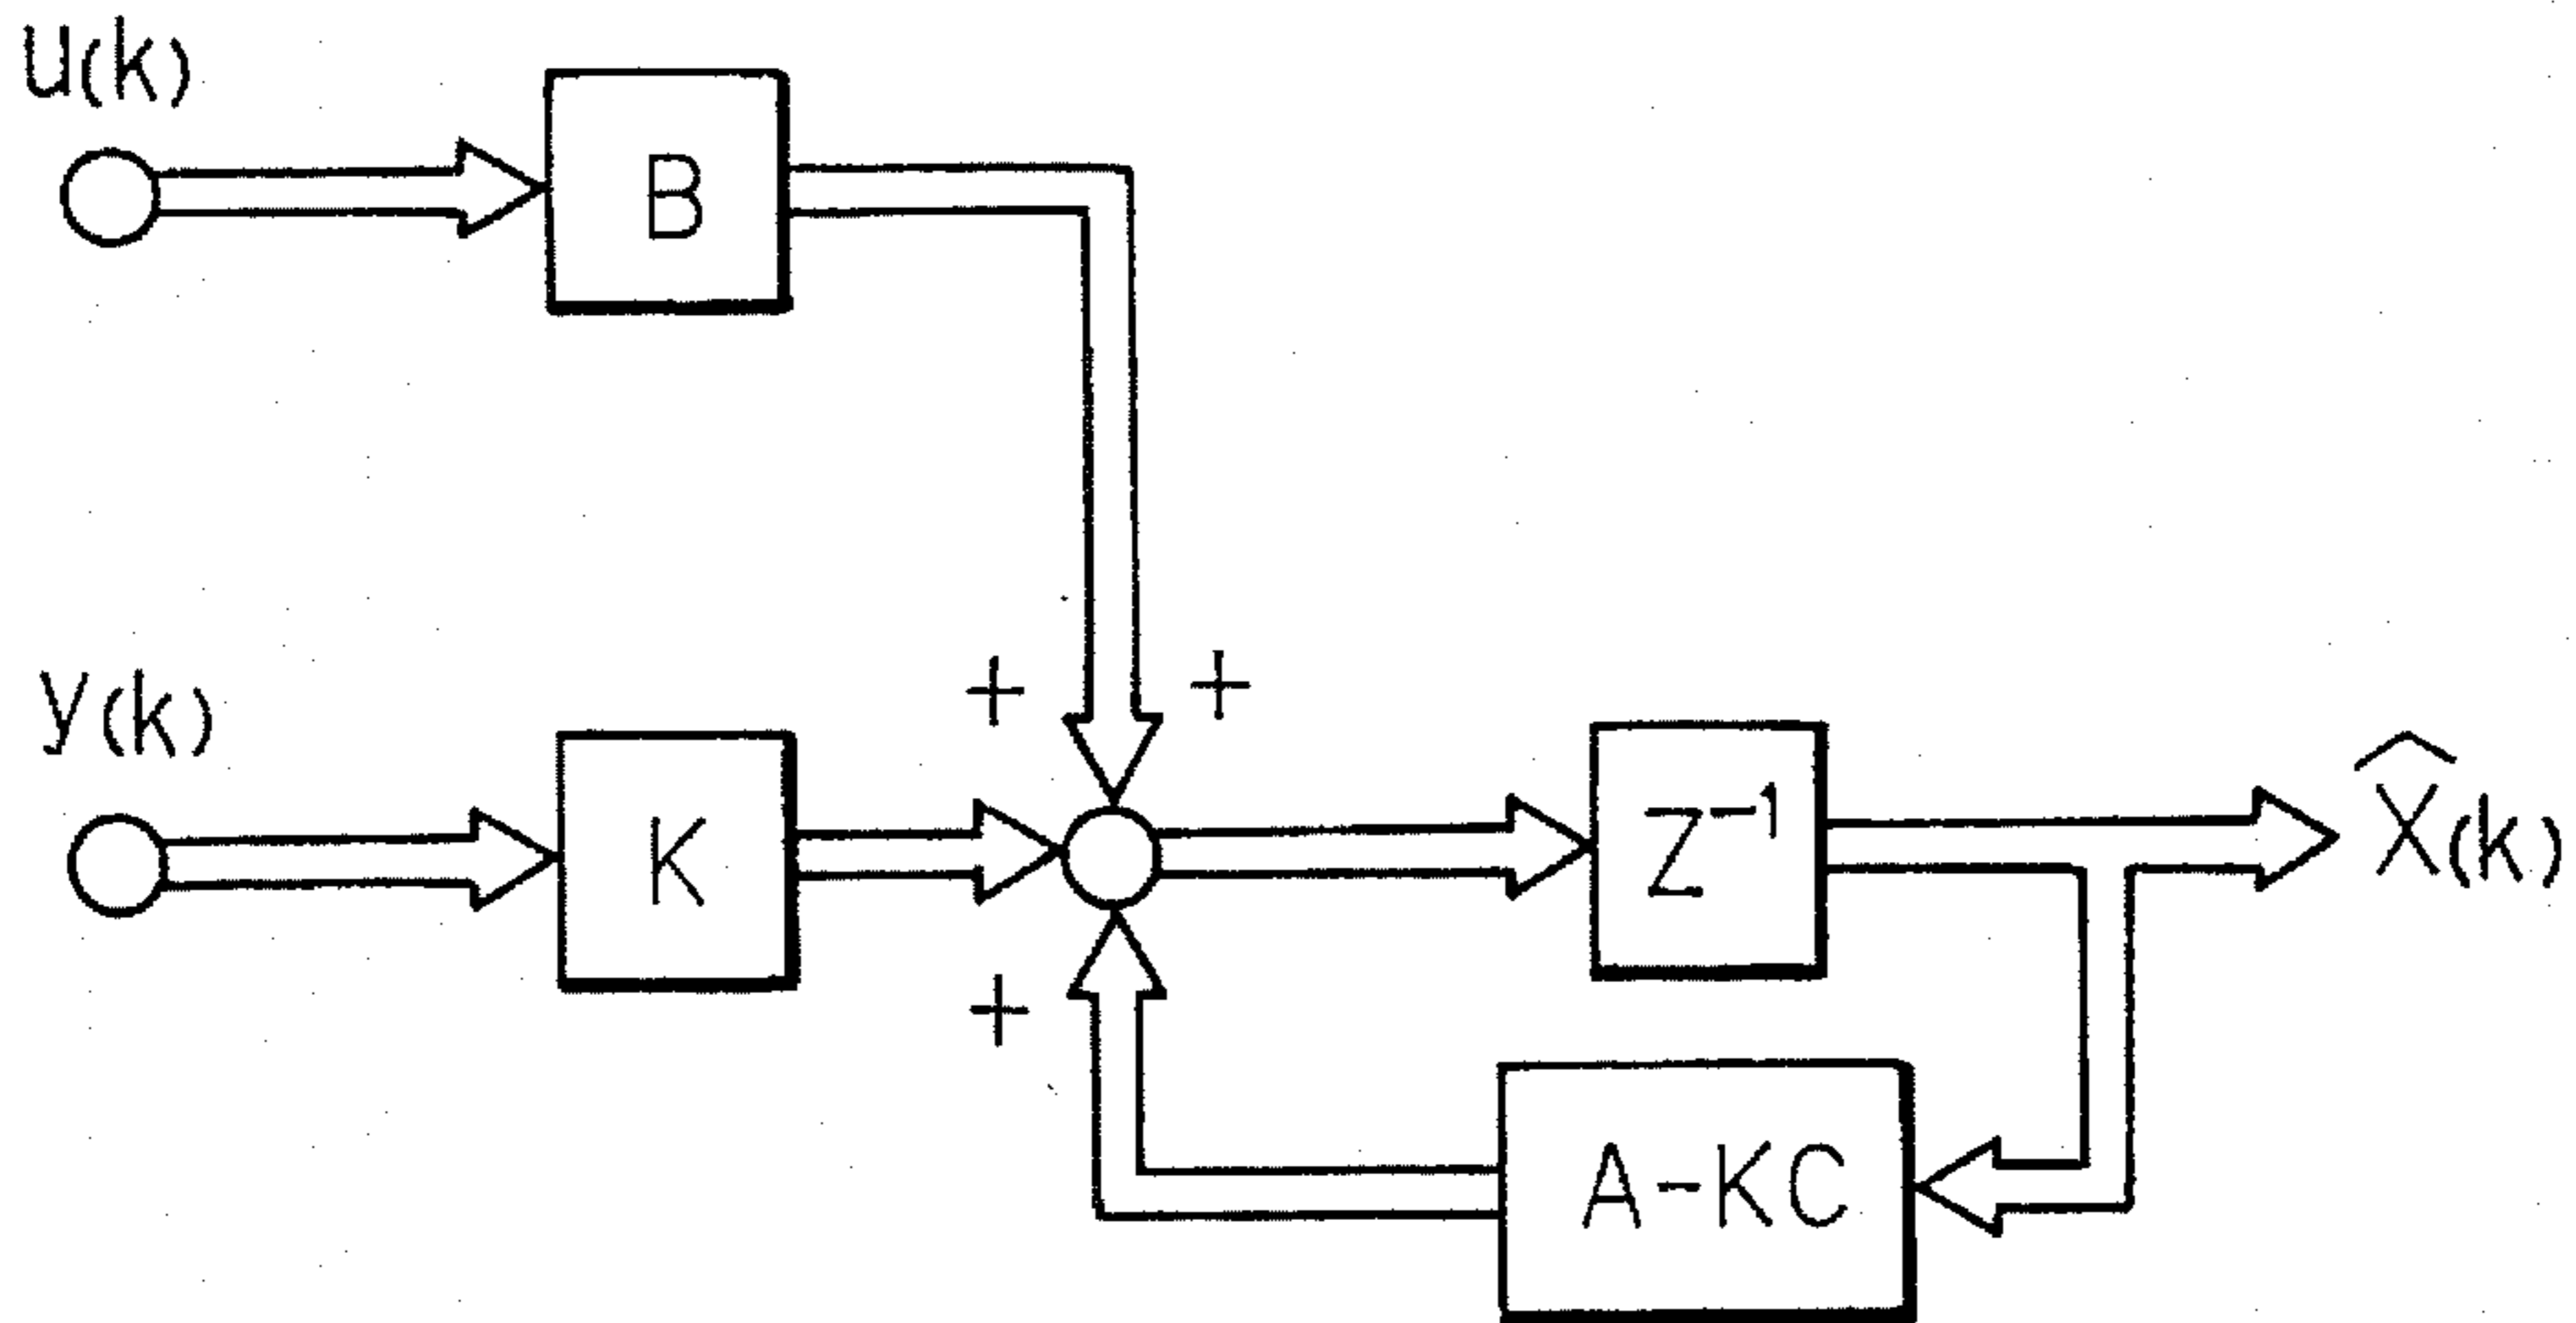 u(k)
B
y(k)
+
+
K
Z⁻¹
X̂(k)
+
A-KC